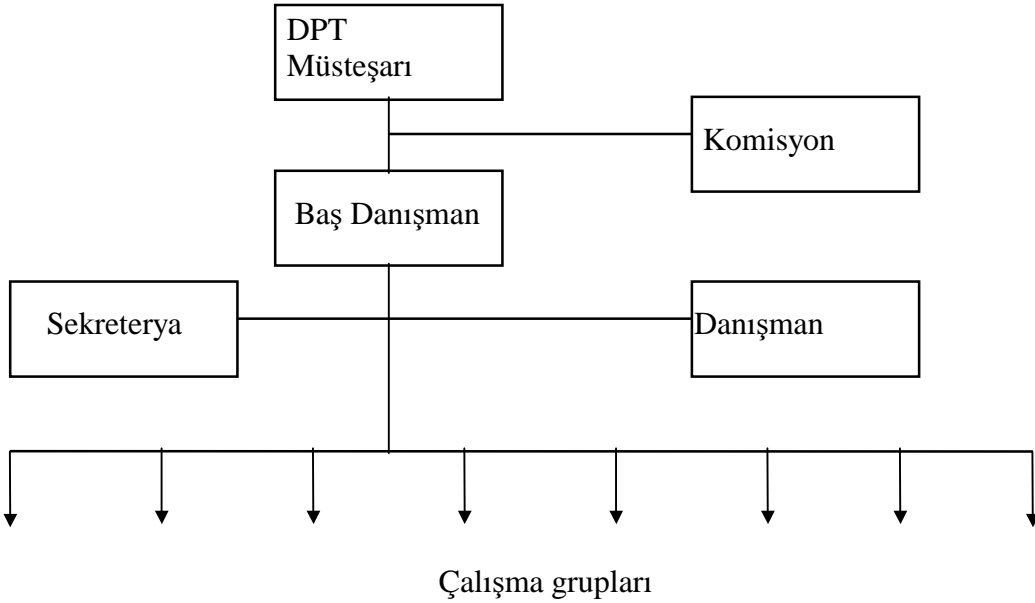 DPT
Müsteşarı
Komisyon
Baş Danışman
Sekreterya
Danışman
Çalışma grupları